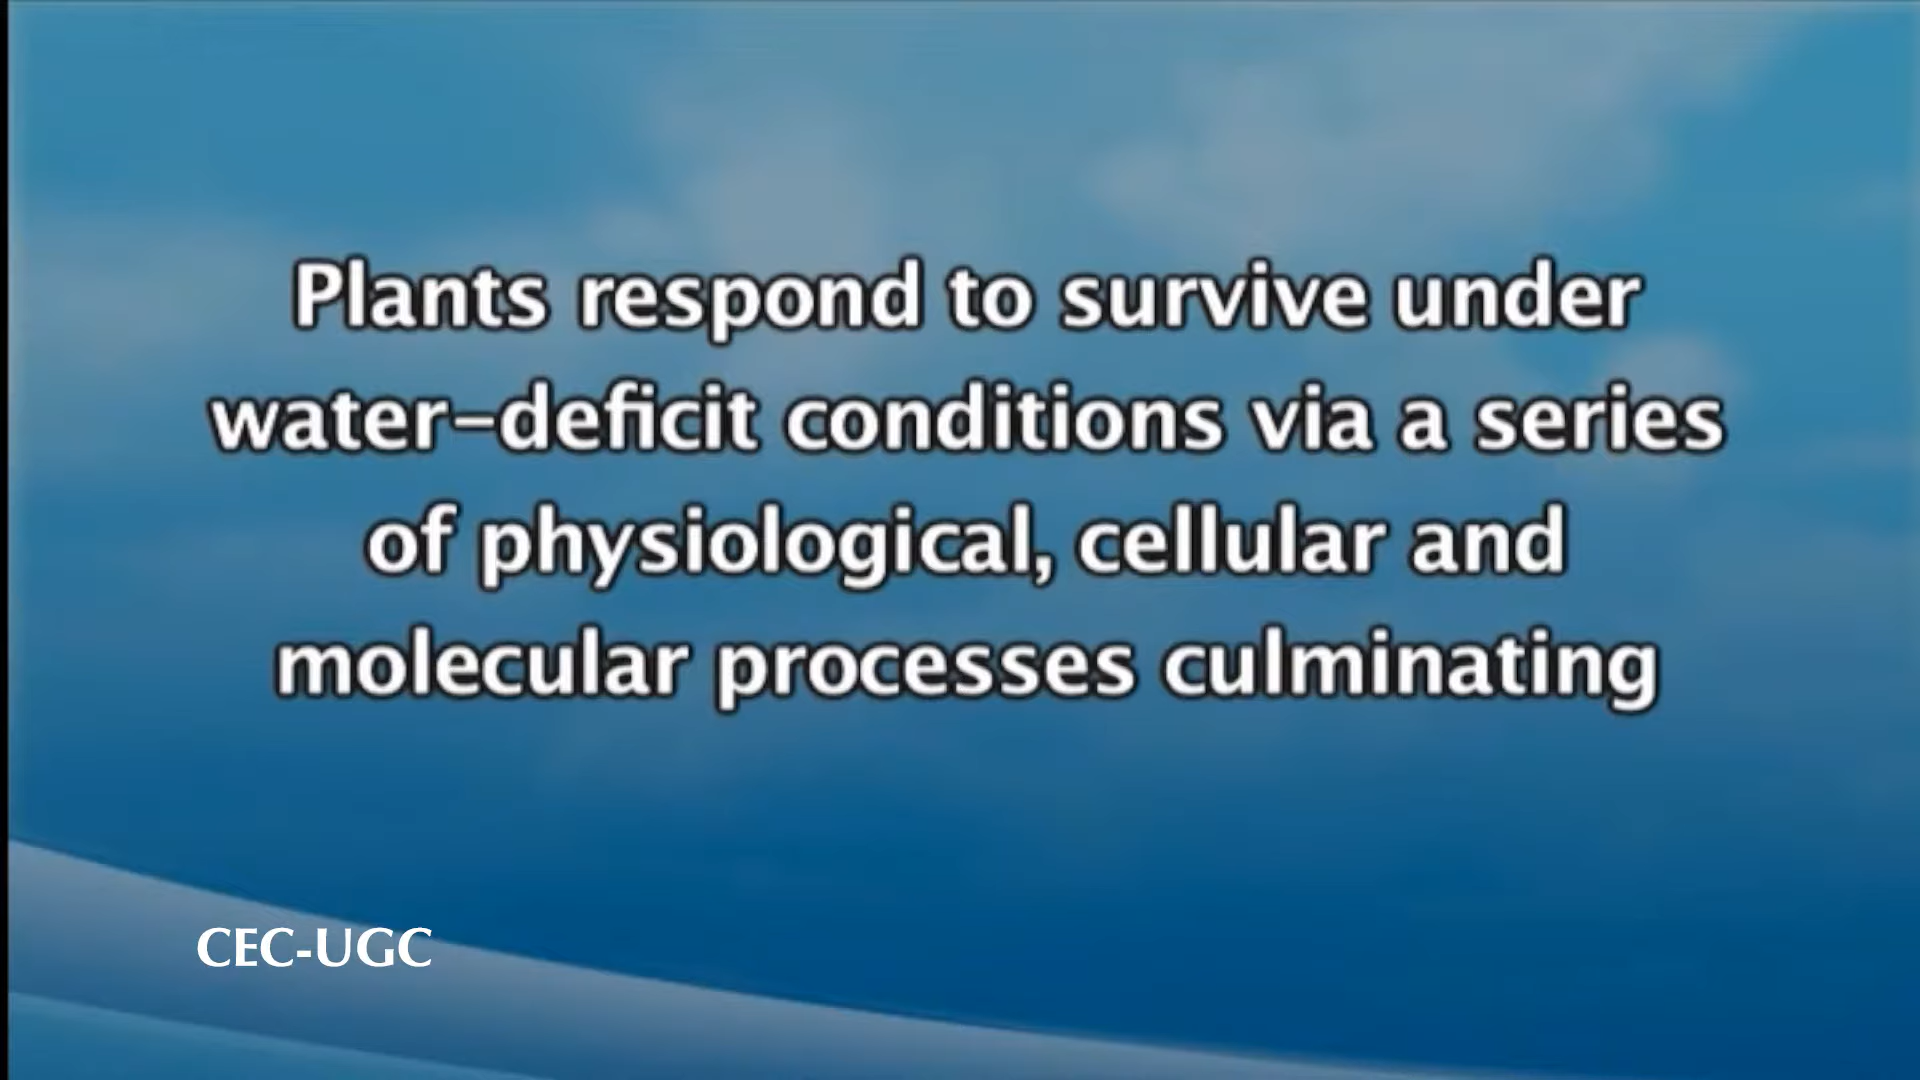 Plants respond to survive under
water-deficit conditions via a series
of physiological, cellular and
molecular processes culminating
CEC-UGC